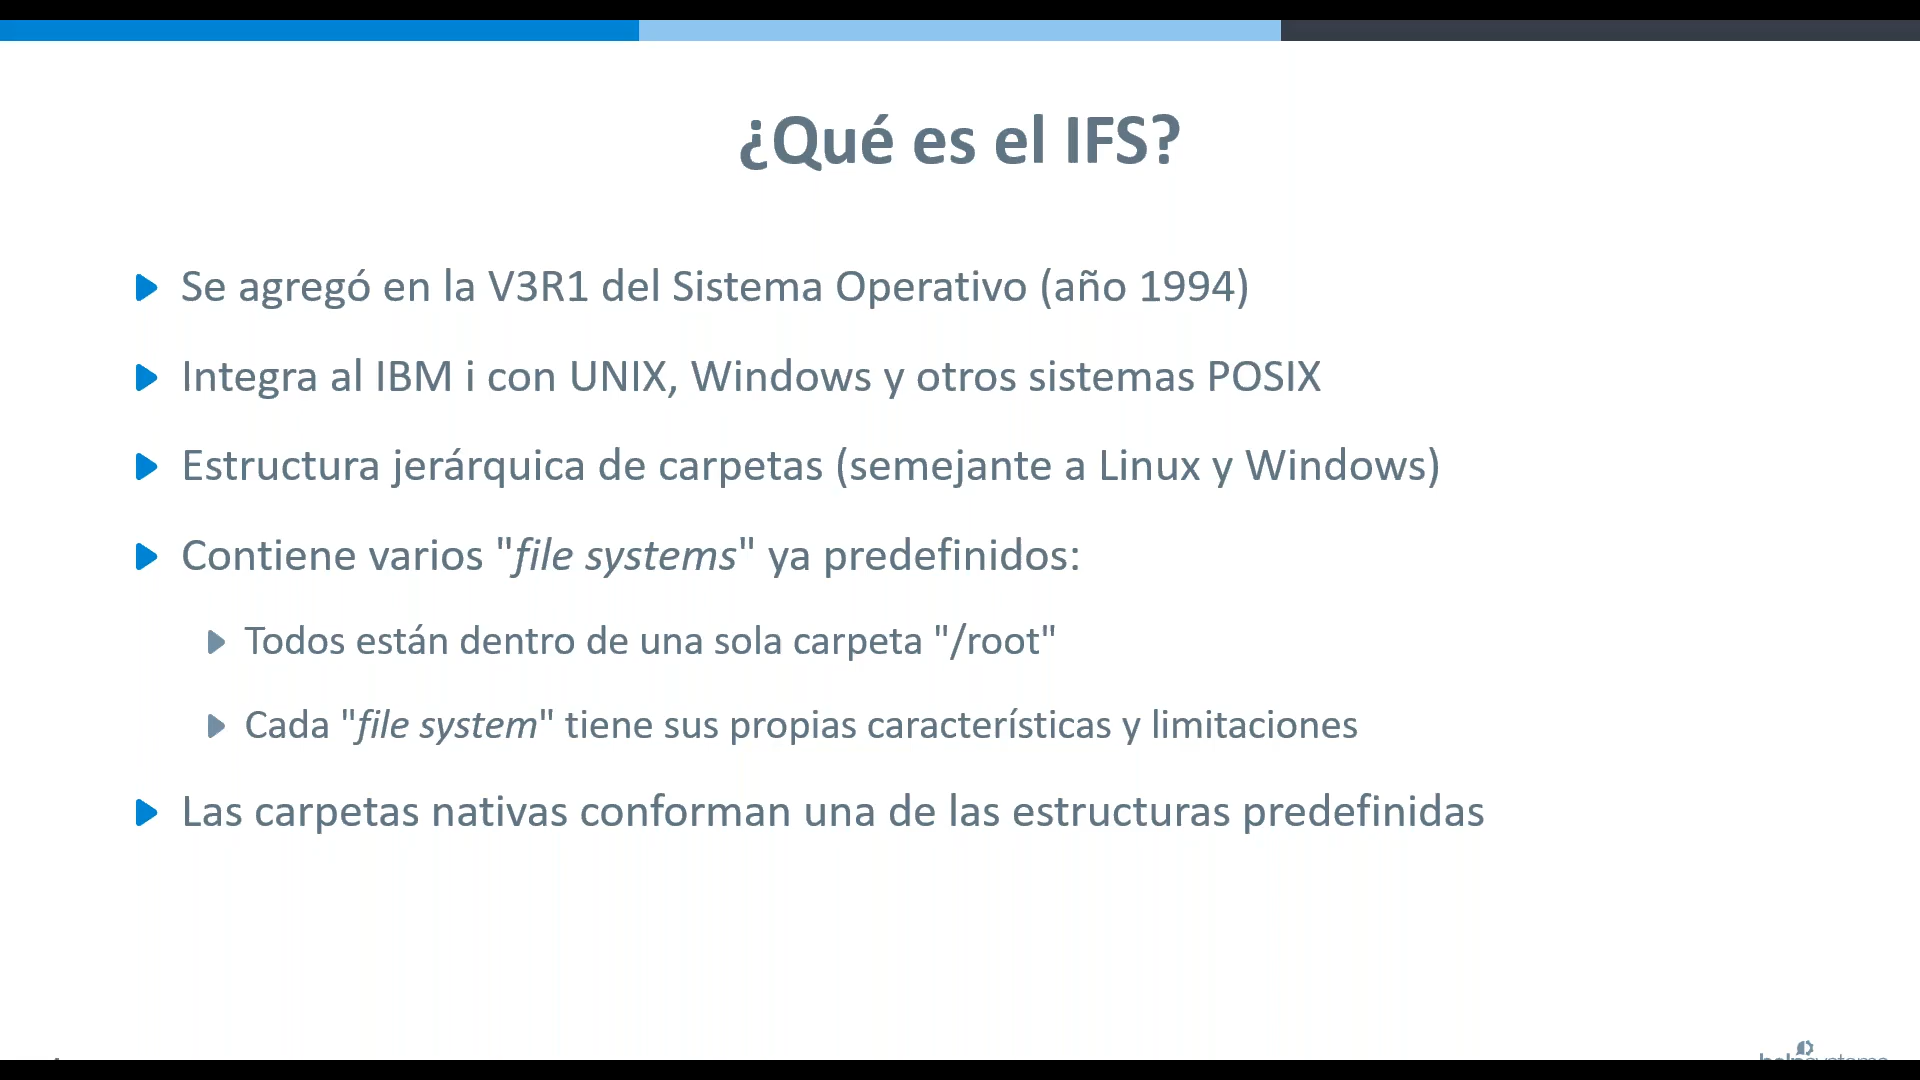 ¿Qué es el IFS?
Se agregó en la V3R1 del Sistema Operativo (año 1994)
Integra al IBM i con UNIX, Windows y otros sistemas POSIX
Estructura jerárquica de carpetas (semejante a Linux y Windows)
Contiene varios "file systems" ya predefinidos:
Todos están dentro de una sola carpeta "/root"
Cada "file system" tiene sus propias características y limitaciones
Las carpetas nativas conforman una de las estructuras predefinidas